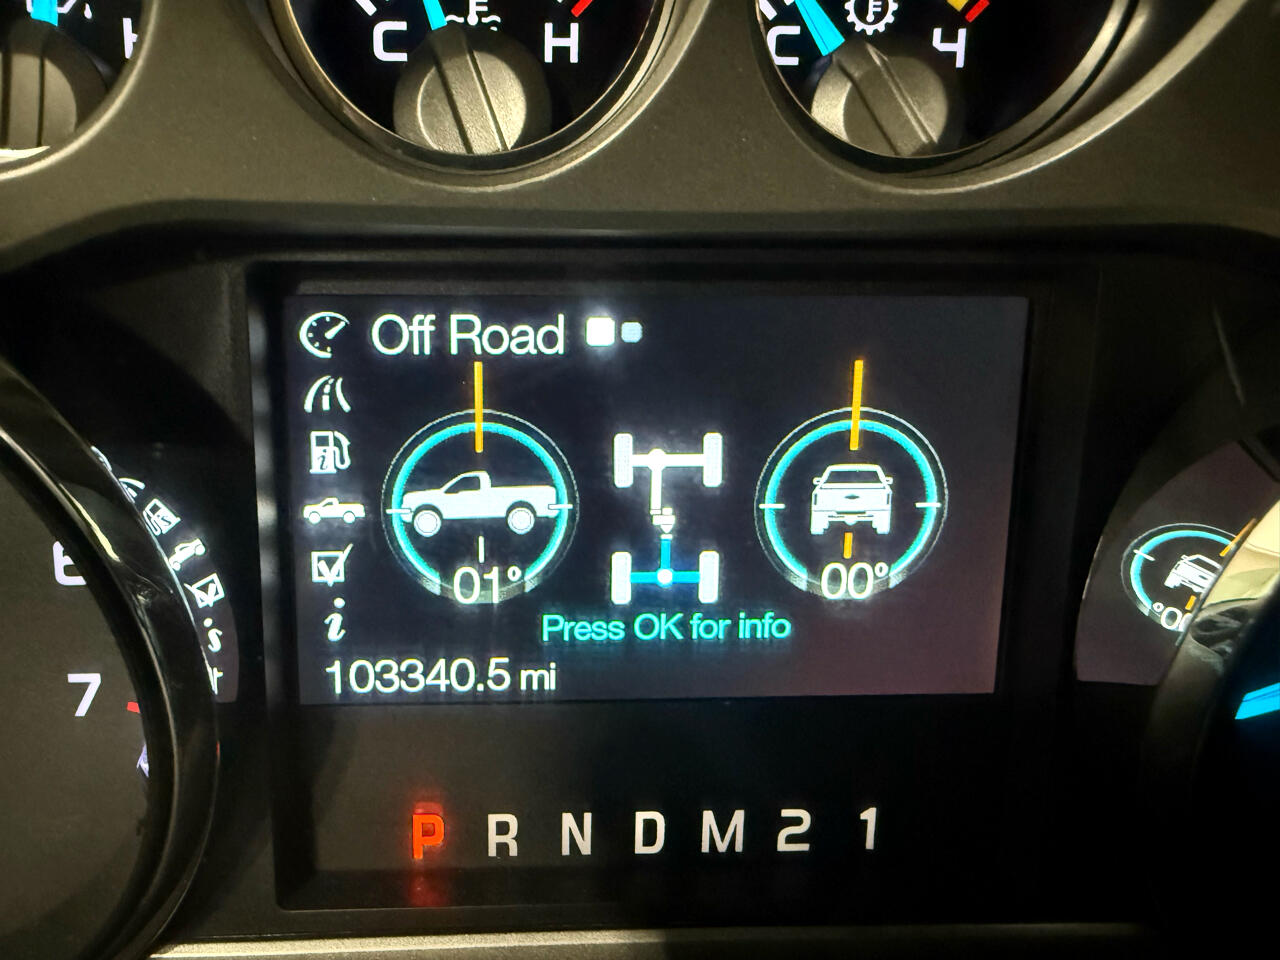 C H
C 4
Off Road
01° 00°
Press OK for info
103340.5 mi
7
P R N D M 2 1